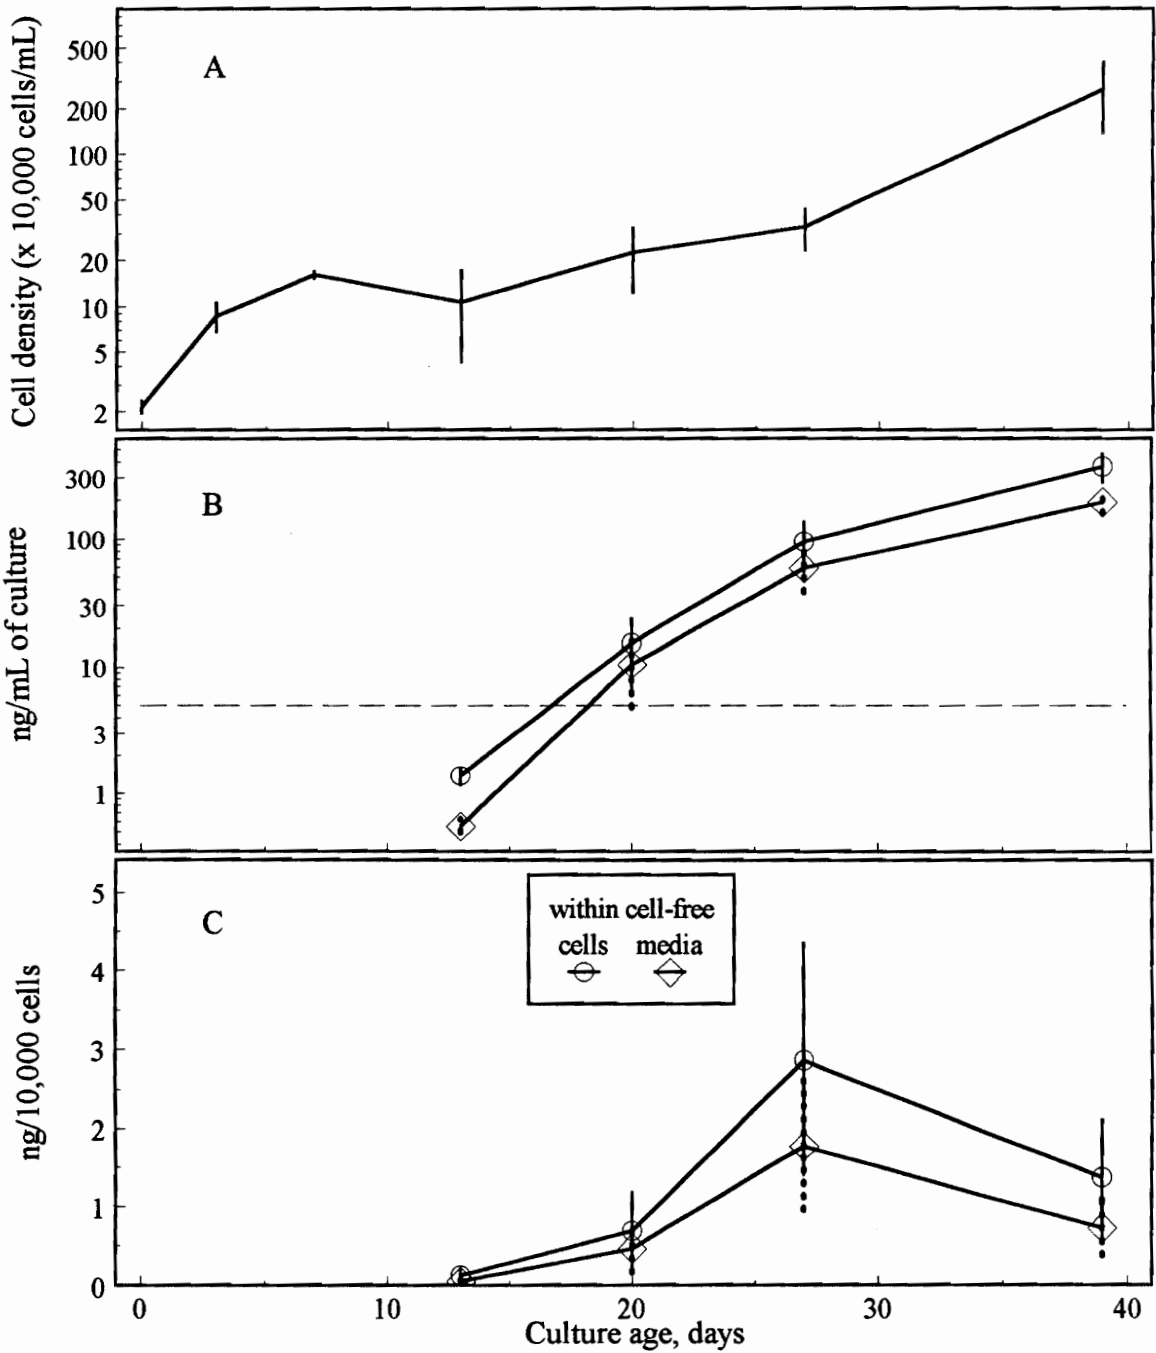 Cell density (x 10,000 cells/mL)
500
200
100
50
20
10
5
2
A
ng/mL of culture
300
100
30
10
3
1
B
ng/10,000 cells
5
4
3
2
1
0
C
within cell-free
cells media
0 10 20 30 40
Culture age, days